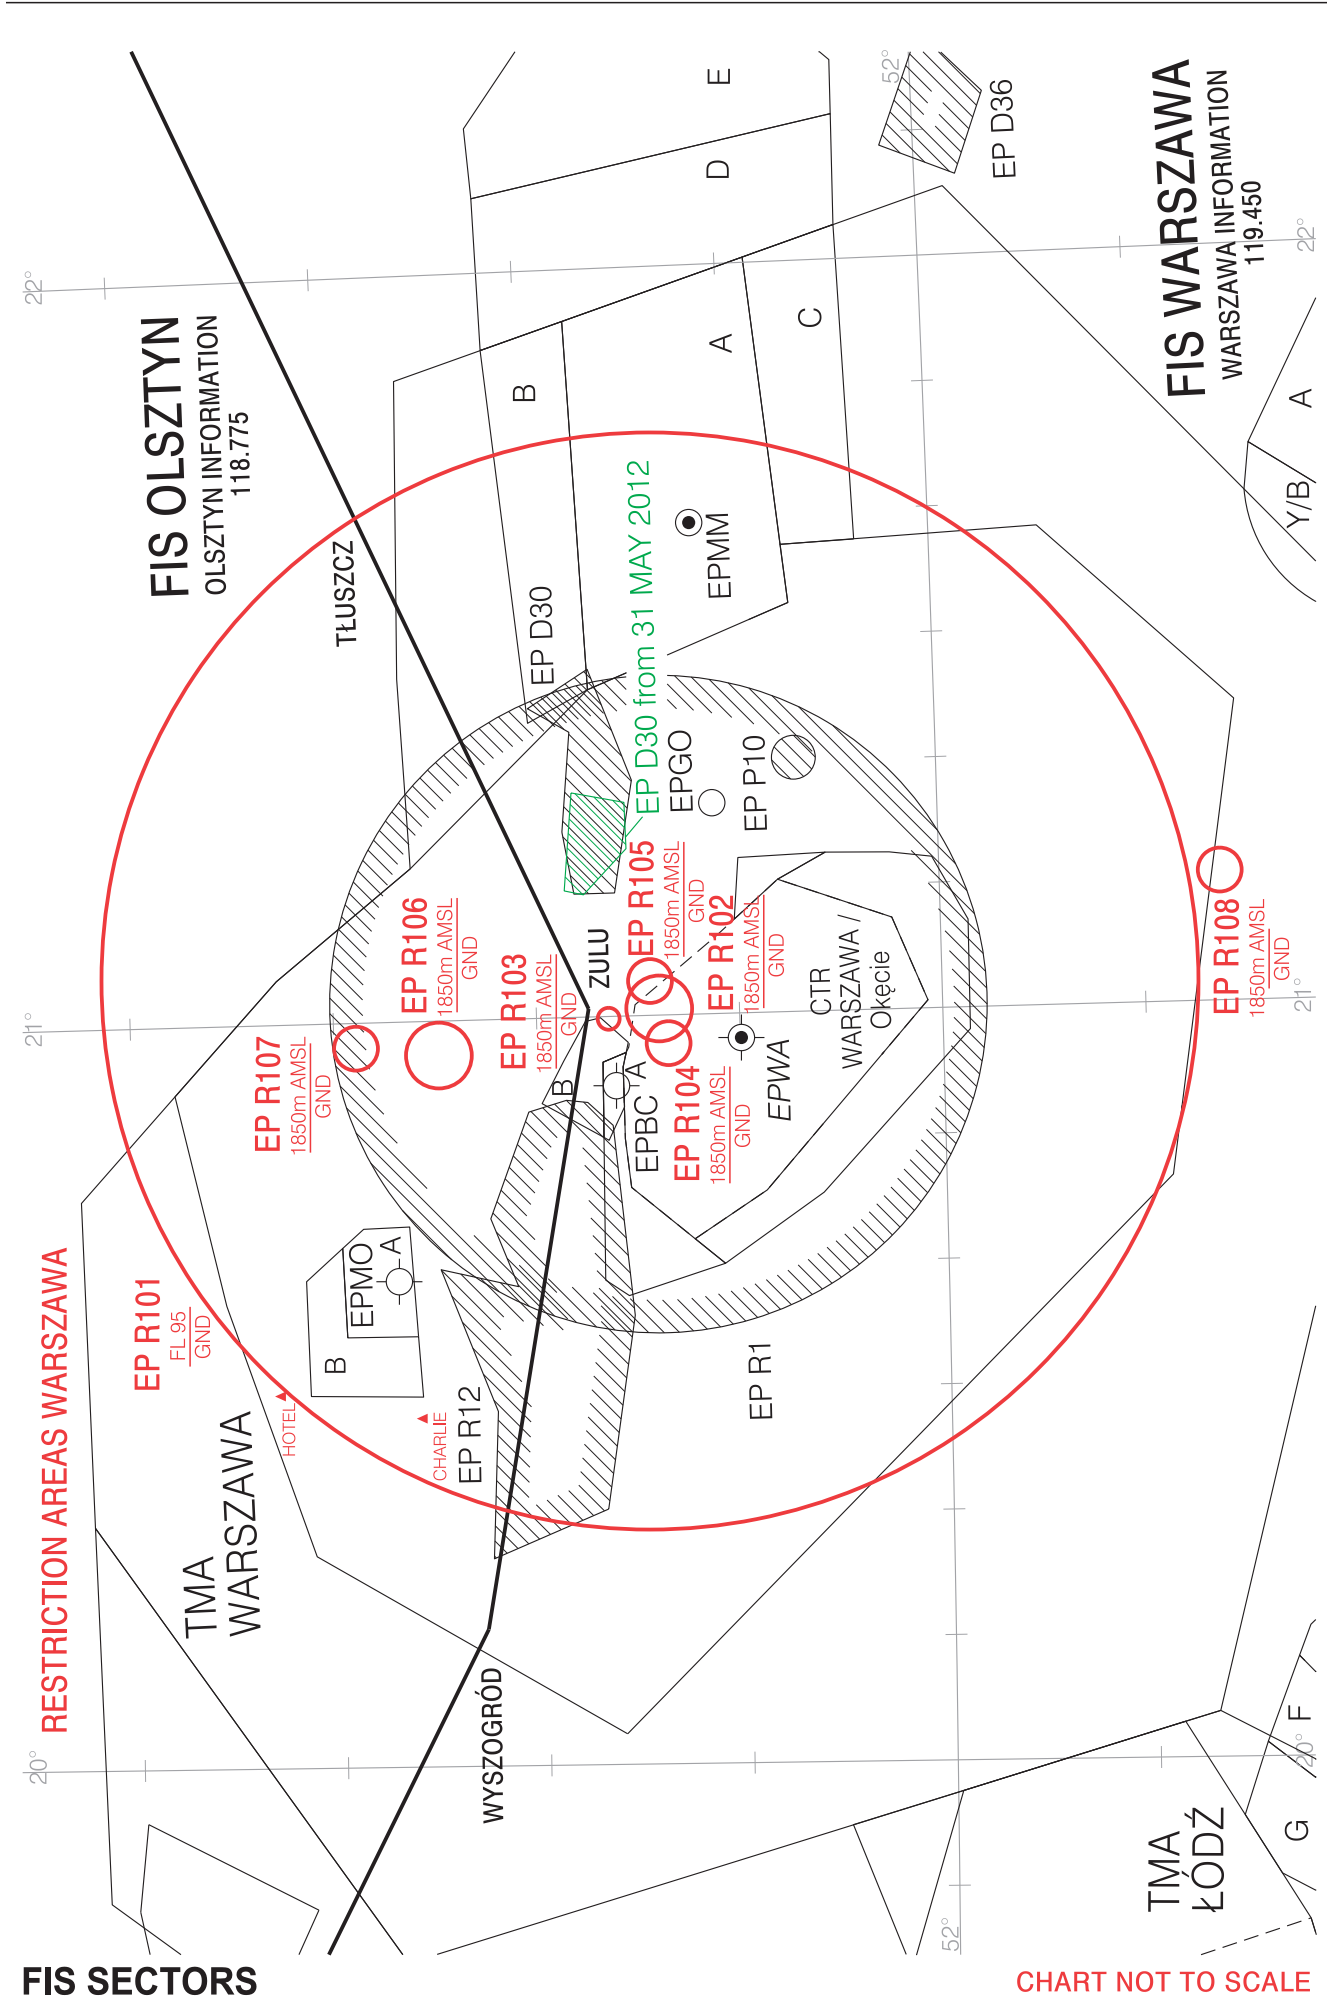 RESTRICTION AREAS WARSZAWA
FIS OLSZTYN
OLSZTYN INFORMATION
118.775
FIS WARSZAWA
WARSZAWA INFORMATION
119.450
TMA
WARSZAWA
TMA
ŁÓDŹ
TŁUSZCZ
ZULU
WYSZOGRÓD
EP R101
FL 95
GND
EP R107
1850m AMSL
GND
EP R106
1850m AMSL
GND
EP R103
1850m AMSL
GND
EP R105
1850m AMSL
GND
EP R102
1850m AMSL
GND
EP R104
1850m AMSL
GND
EP R108
1850m AMSL
GND
HOTEL
CHARLIE
EP R12
EP R1
EP D30
EP D30 from 31 MAY 2012
EP D36
EP P10
EPGO
EPMM
EPMO
A
B
EPBC
A
B
EPWA
CTR
WARSZAWA /
Okęcie
A
B
C
D
E
A
Y/B
F
G
20°
21°
22°
20°
21°
22°
52°
52°
FIS SECTORS
CHART NOT TO SCALE